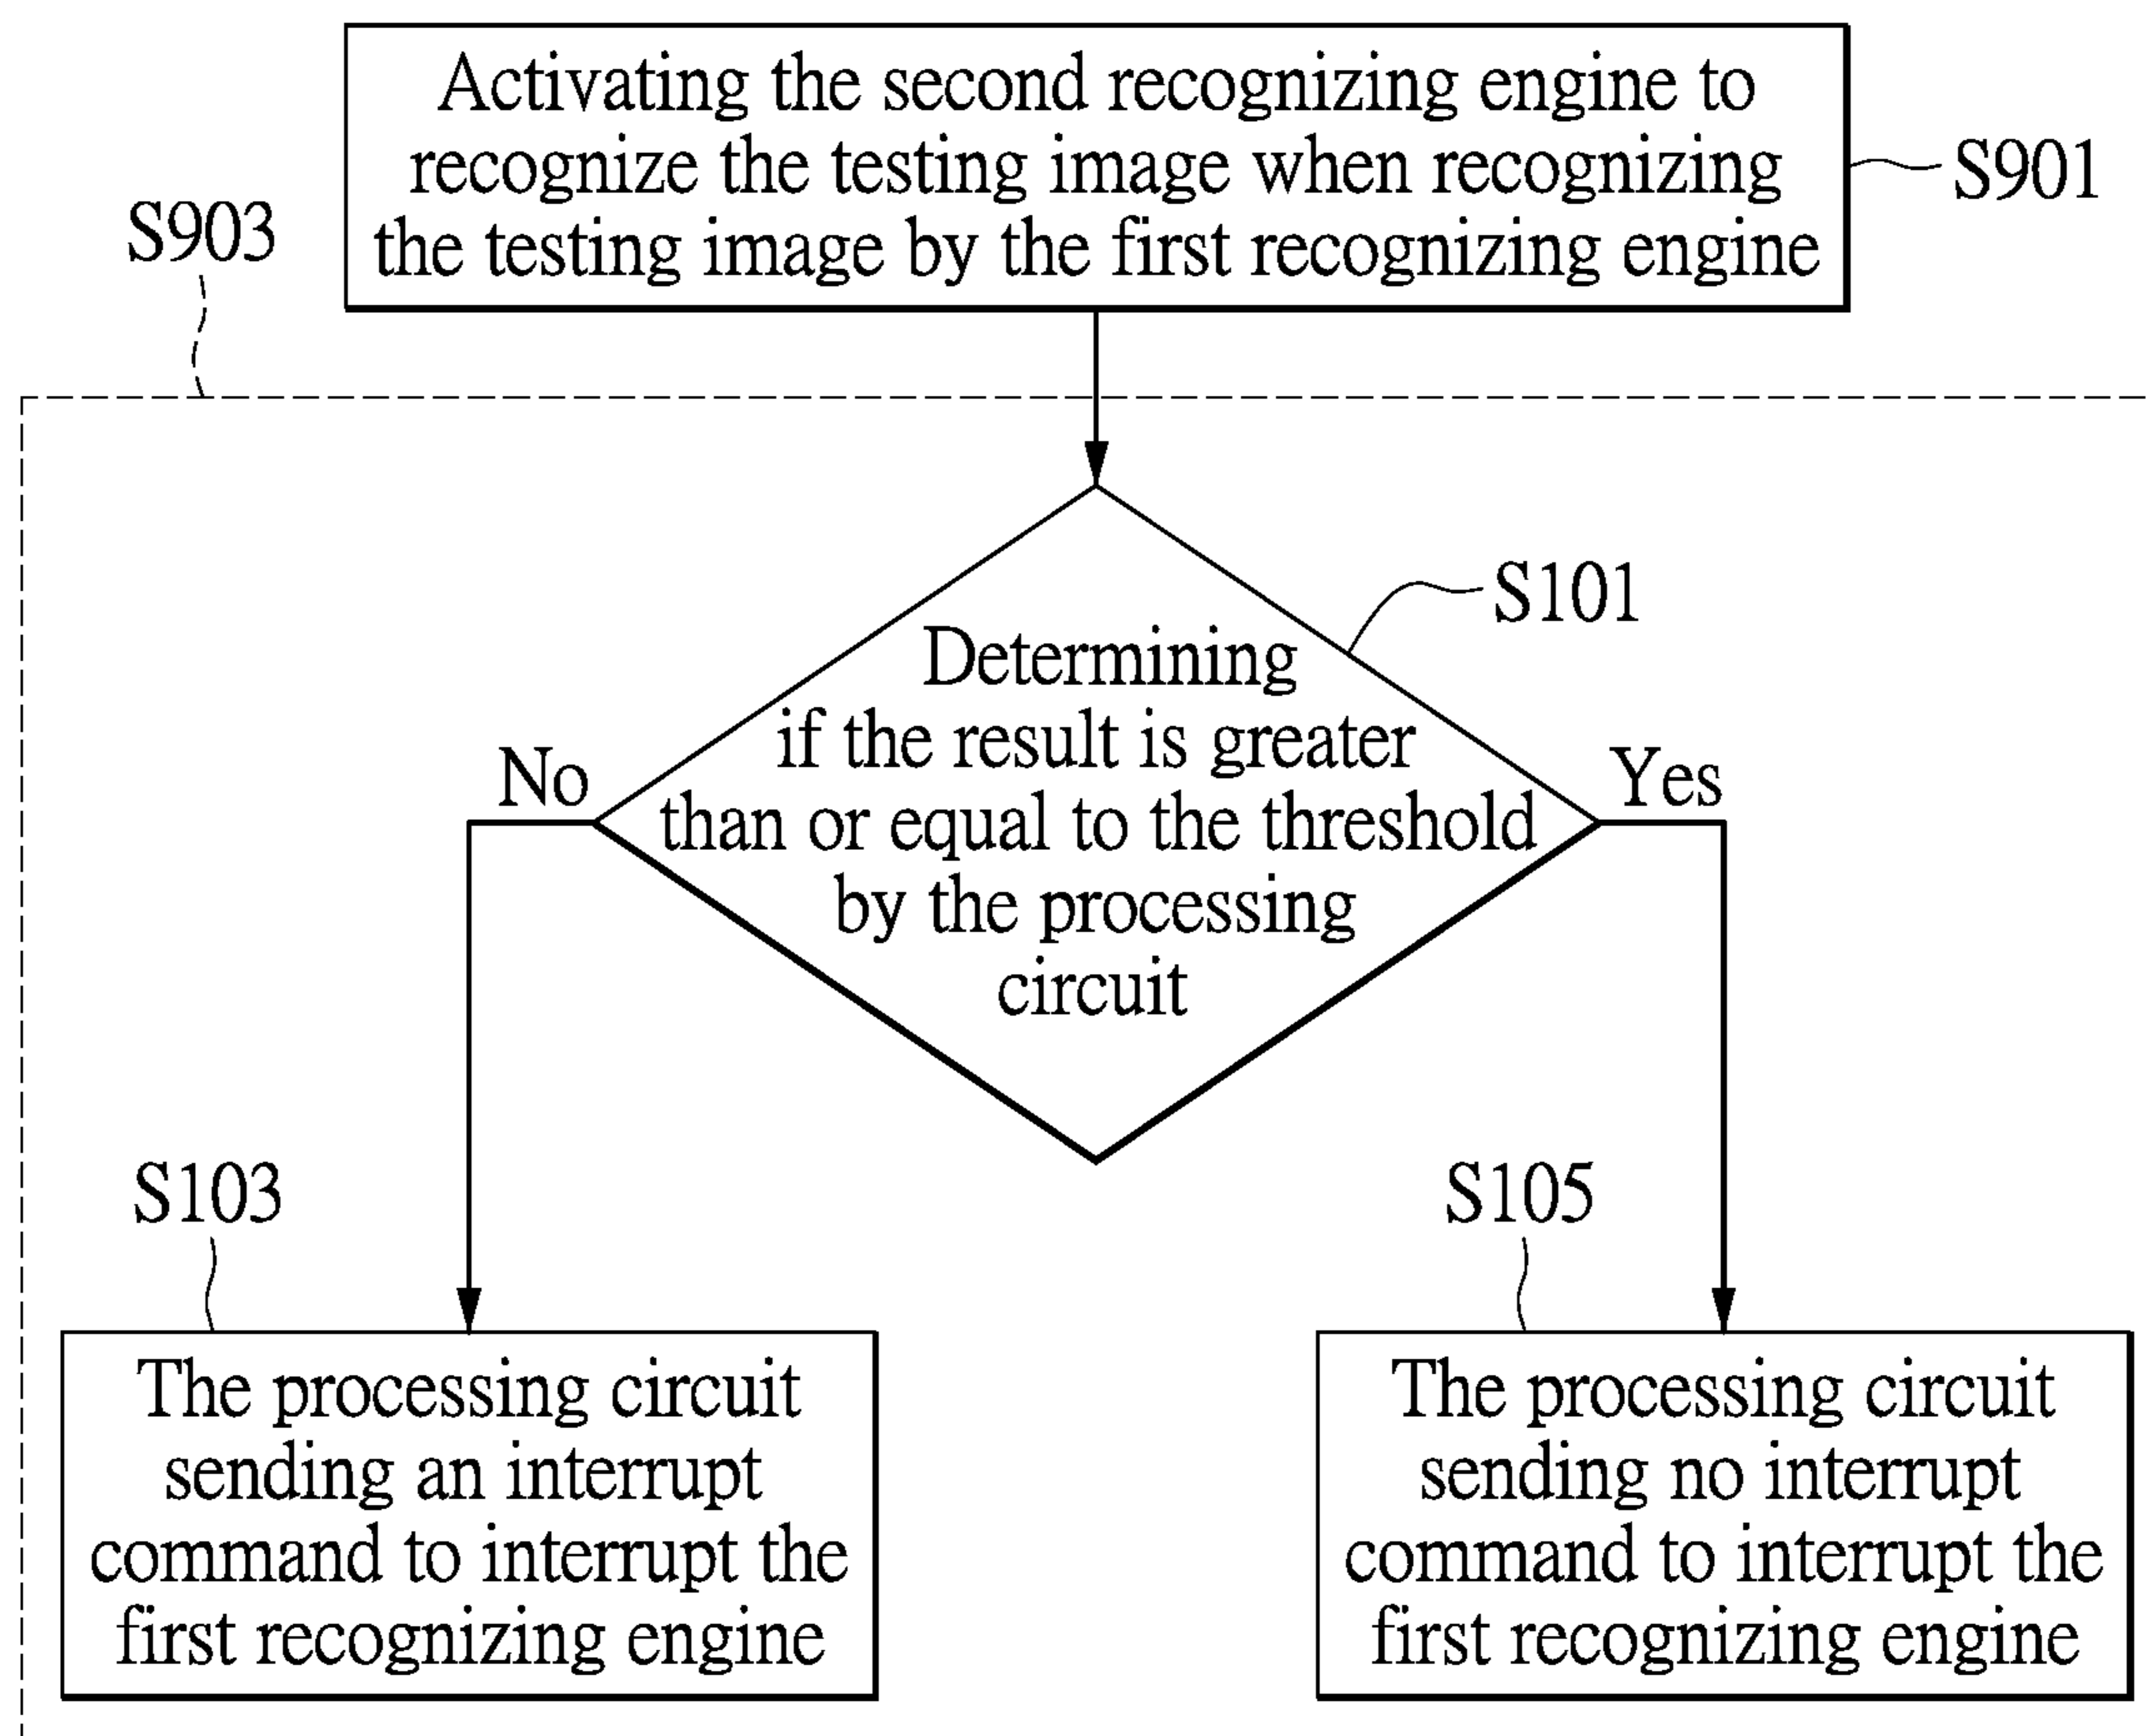 Activating the second recognizing engine to
recognize the testing image when recognizing
the testing image by the first recognizing engine
S901
S903
S101
Determining
if the result is greater
than or equal to the threshold
by the processing
circuit
No
Yes
S103
The processing circuit
sending an interrupt
command to interrupt the
first recognizing engine
S105
The processing circuit
sending no interrupt
command to interrupt the
first recognizing engine